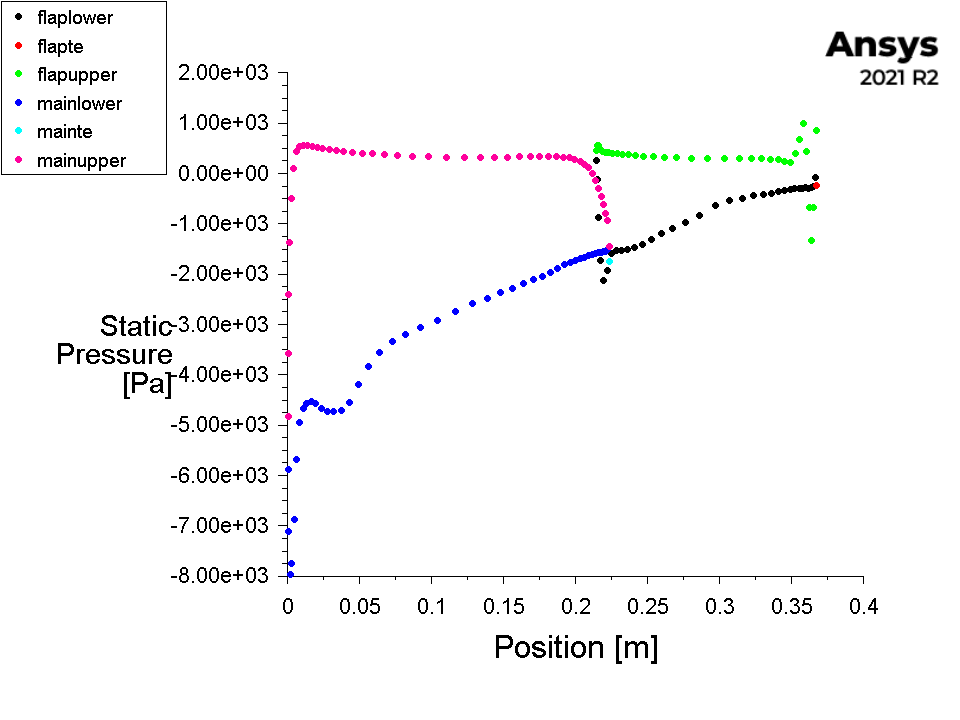 flaplower
flapte
flapupper
mainlower
mainte
mainupper
Ansys
2021 R2
2.00e+03
1.00e+03
0.00e+00
-1.00e+03
-2.00e+03
-3.00e+03
-4.00e+03
-5.00e+03
-6.00e+03
-7.00e+03
-8.00e+03
Static
Pressure
[Pa]
0 0.05 0.1 0.15 0.2 0.25 0.3 0.35 0.4
Position [m]